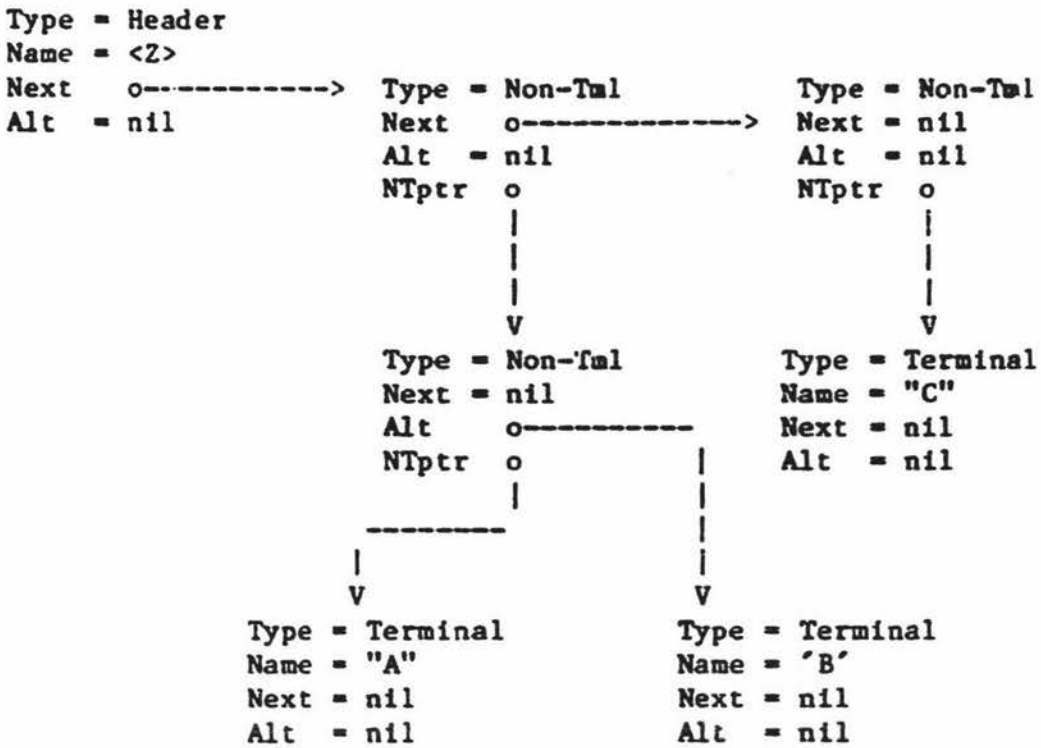 Type = Header
Name = <Z>
Next o------------> Type = Non-Tml Type = Non-Tml
Alt = nil Next o--------------> Next = nil
Alt = nil Alt = nil
NTptr o NTptr o
V V
Type = Non-Tml Type = Terminal
Next = nil Name = "C"
Alt o----------- Next = nil
NTptr o Alt = nil
V V
Type = Terminal Type = Terminal
Name = "A" Name = ´B´
Next = nil Next = nil
Alt = nil Alt = nil